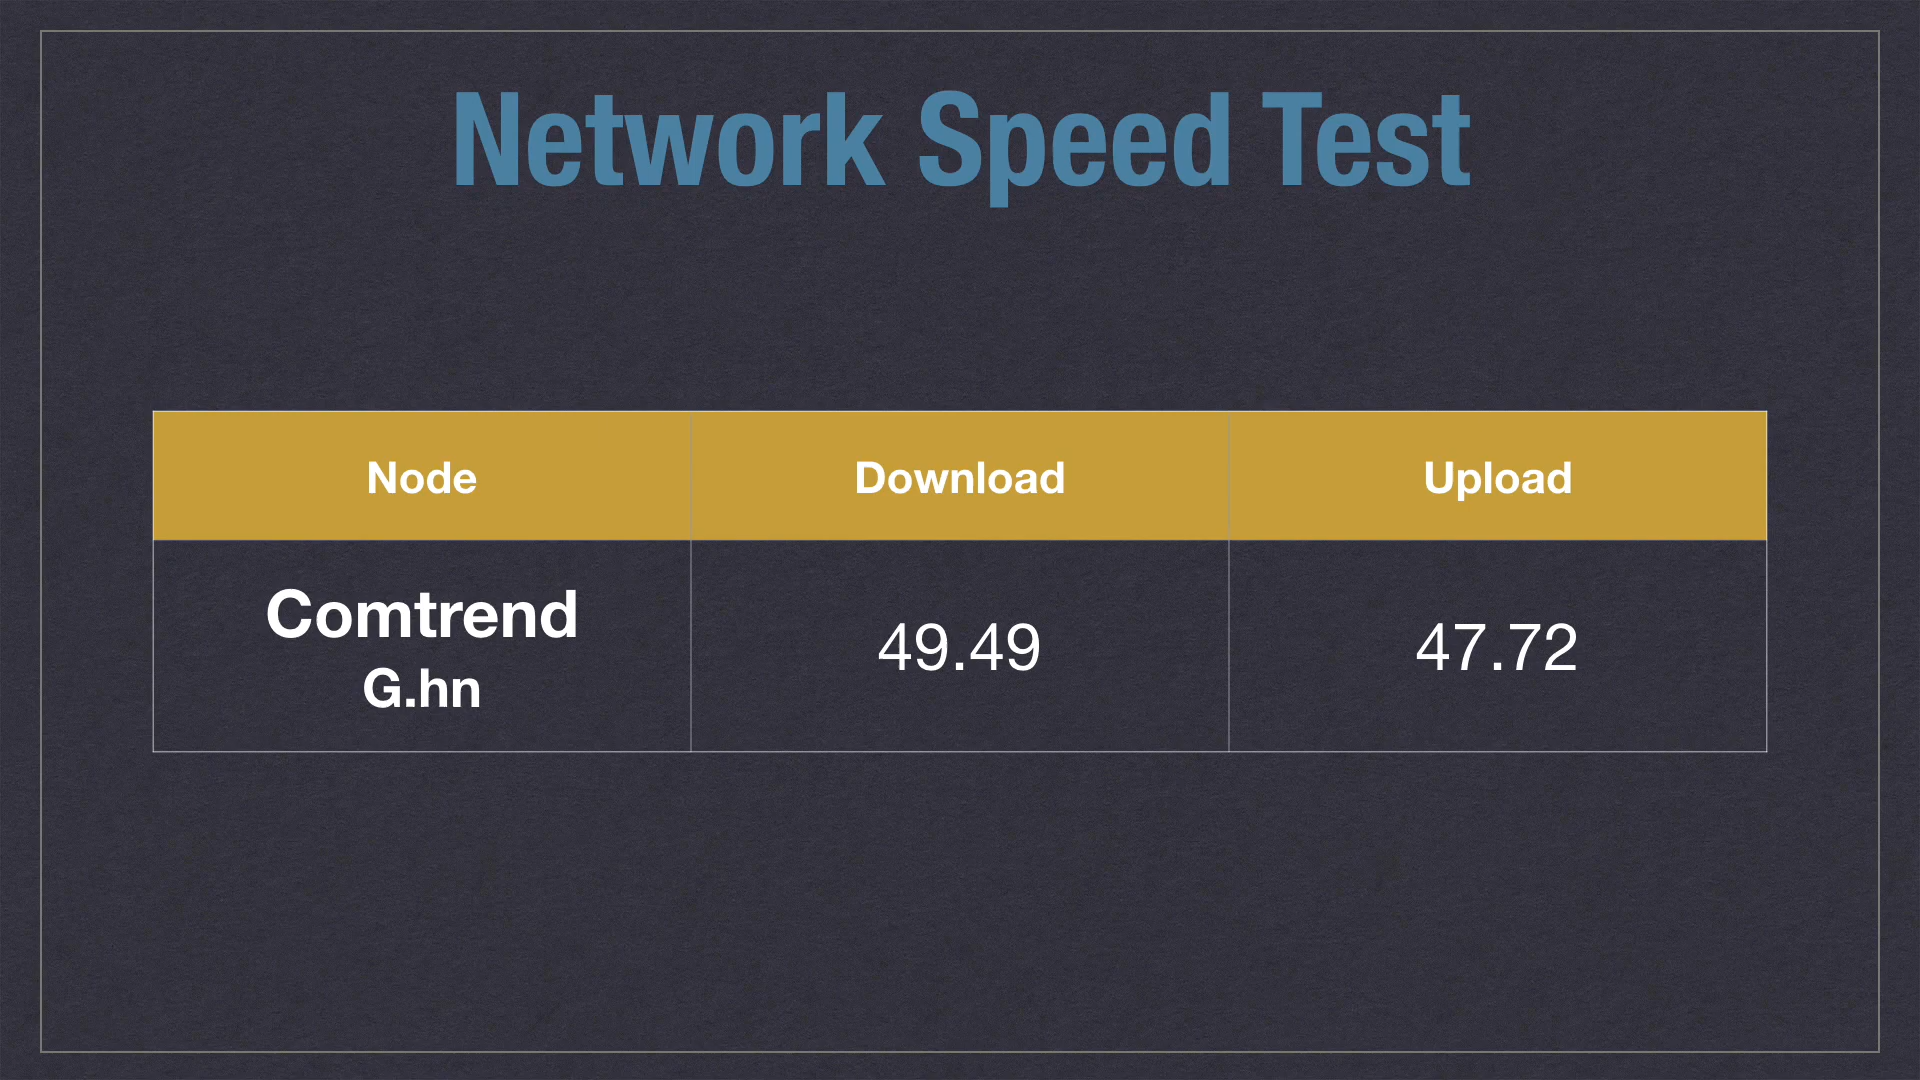 Network Speed Test
Node Download Upload
Comtrend
G.hn
49.49 47.72